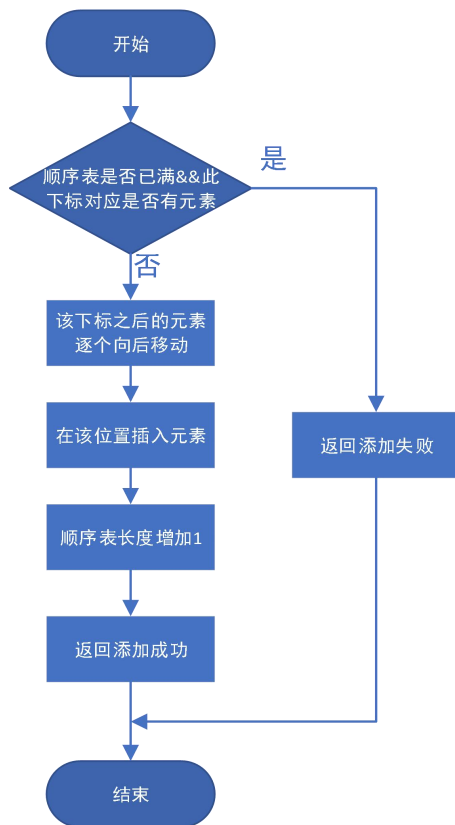 开始
顺序表是否已满&&此
下标对应是否有元素
是
否
该下标之后的元素
逐个向后移动
在该位置插入元素
返回添加失败
顺序表长度增加1
返回添加成功
结束